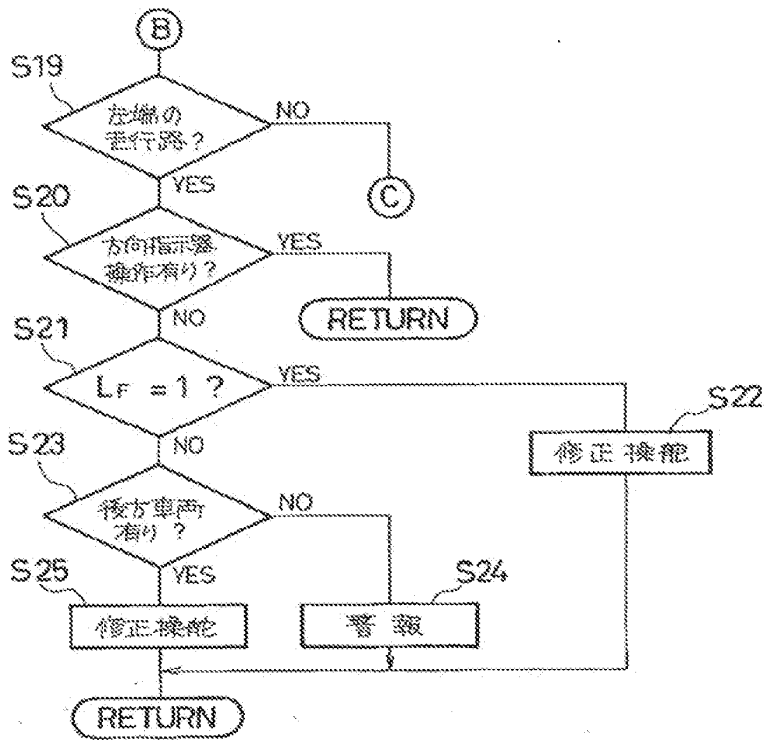 B
S19
左端の
走行路?
NO
YES
C
S20
方向指示器
操作有り?
YES
NO
RETURN
S21
LF = 1 ?
YES
S22
修正操舵
NO
S23
後方車両
有り?
NO
YES
S25
修正操舵
S24
警報
RETURN